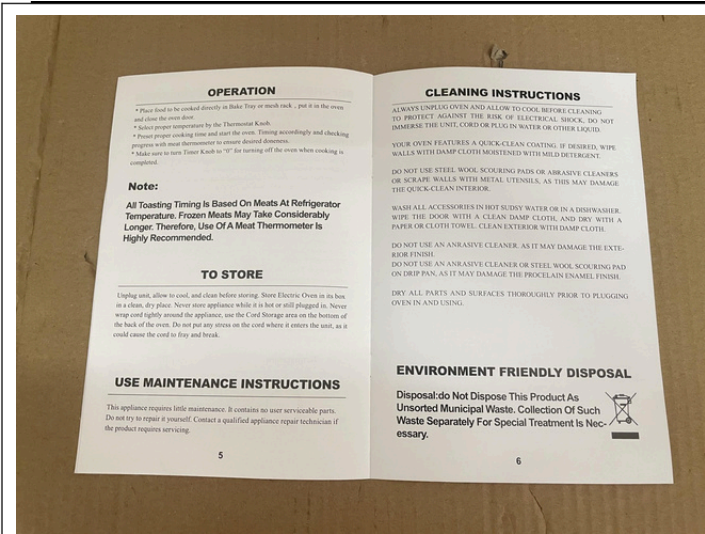 OPERATION
* Place food to be cooked directly in Bake Tray or mesh rack , put it in the oven
and close the oven door.
* Select proper temperature by the Thermostat Knob.
* Preset proper cooking time and start the oven. Timing accordingly and checking
progress with meat thermometer to ensure desired doneness.
* Make sure to turn Timer Knob to "0" for turning off the oven when cooking is
completed.
Note:
All Toasting Timing Is Based On Meats At Refrigerator
Temperature. Frozen Meats May Take Considerably
Longer. Therefore, Use Of A Meat Thermometer Is
Highly Recommended.
TO STORE
Unplug unit, allow to cool, and clean before storing. Store Electric Oven in its box
in a clean, dry place. Never store appliance while it is hot or still plugged in. Never
wrap cord tightly around the appliance, use the Cord Storage area on the bottom of
the back of the oven. Do not put any stress on the cord where it enters the unit, as it
could cause the cord to fray and break.
USE MAINTENANCE INSTRUCTIONS
This appliance requires little maintenance. It contains no user serviceable parts.
Do not try to repair it yourself. Contact a qualified appliance repair technician if
the product requires servicing.
5
CLEANING INSTRUCTIONS
ALWAYS UNPLUG OVEN AND ALLOW TO COOL BEFORE CLEANING
TO PROTECT AGAINST THE RISK OF ELECTRICAL SHOCK, DO NOT
IMMERSE THE UNIT, CORD OR PLUG IN WATER OR OTHER LIQUID.
YOUR OVEN FEATURES A QUICK-CLEAN COATING. IF DESIRED, WIPE
WALLS WITH DAMP CLOTH MOISTENED WITH MILD DETERGENT.
DO NOT USE STEEL WOOL SCOURING PADS OR ABRASIVE CLEANERS
OR SCRAPE WALLS WITH METAL UTENSILS, AS THIS MAY DAMAGE
THE QUICK-CLEAN INTERIOR.
WASH ALL ACCESSORIES IN HOT SUDSY WATER OR IN A DISHWASHER.
WIPE THE DOOR WITH A CLEAN DAMP CLOTH, AND DRY WITH A
PAPER OR CLOTH TOWEL. CLEAN EXTERIOR WITH DAMP CLOTH.
DO NOT USE AN ANRASIVE CLEANER. AS IT MAY DAMAGE THE EXTE-
RIOR FINISH.
DO NOT USE AN ANRASIVE CLEANER OR STEEL WOOL SCOURING PAD
ON DRIP PAN, AS IT MAY DAMAGE THE PROCELAIN ENAMEL FINISH.
DRY ALL PARTS AND SURFACES THOROUGHLY PRIOR TO PLUGGING
OVEN IN AND USING.
ENVIRONMENT FRIENDLY DISPOSAL
Disposal:do Not Dispose This Product As
Unsorted Municipal Waste. Collection Of Such
Waste Separately For Special Treatment Is Nec-
essary.
6